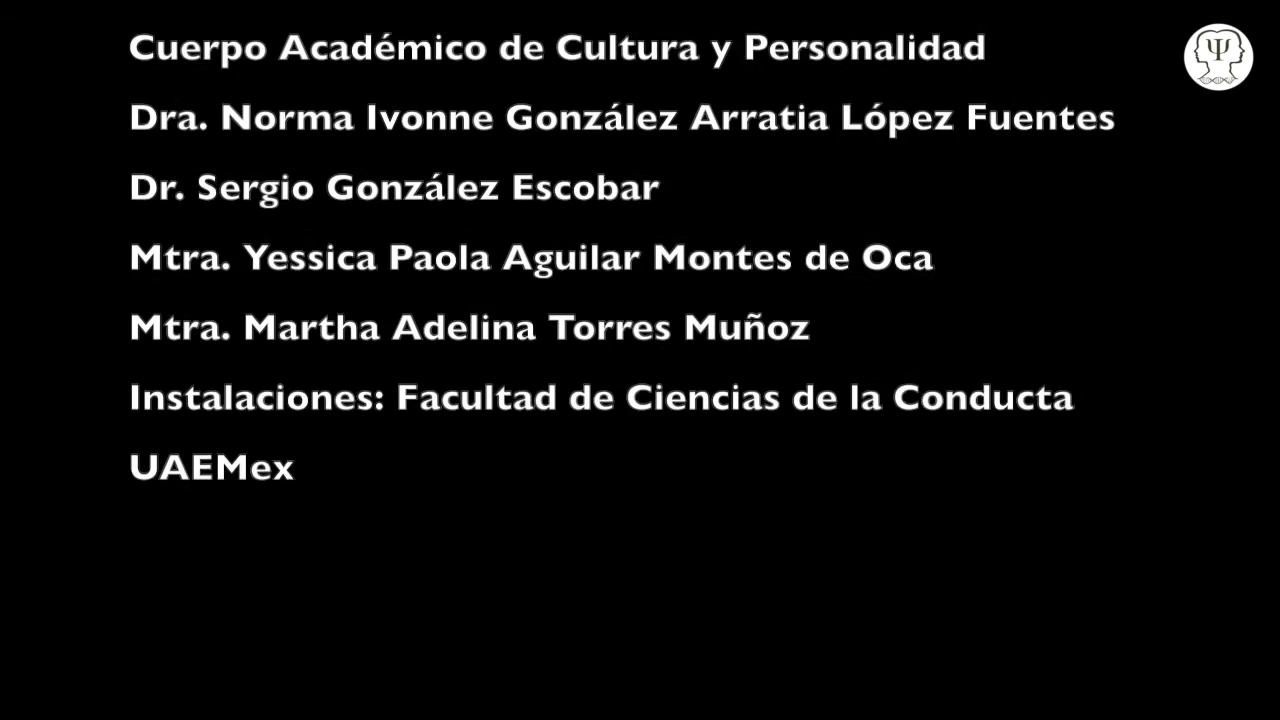 Cuerpo Académico de Cultura y Personalidad
Dra. Norma Ivonne González Arratia López Fuentes
Dr. Sergio González Escobar
Mtra. Yessica Paola Aguilar Montes de Oca
Mtra. Martha Adelina Torres Muñoz
Instalaciones: Facultad de Ciencias de la Conducta
UAEMex
Ψ